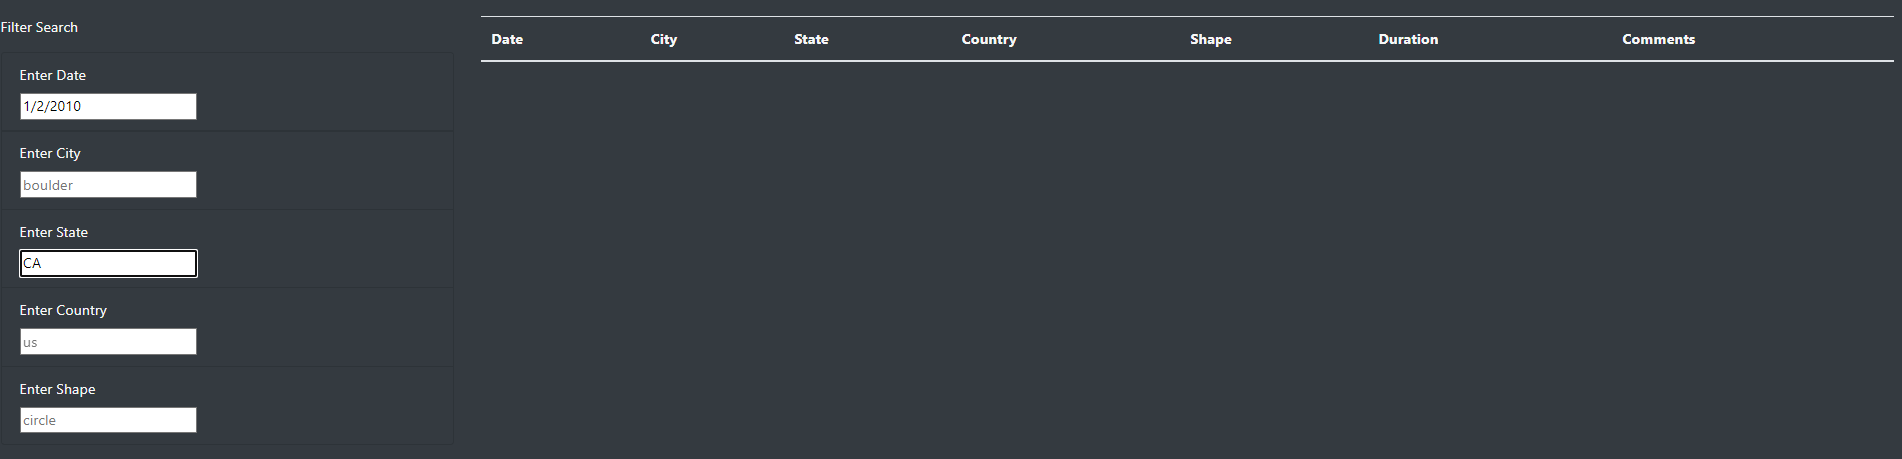 Filter Search
Enter Date
1/2/2010
Enter City
boulder
Enter State
CA
Enter Country
us
Enter Shape
circle
Date City State Country Shape Duration Comments